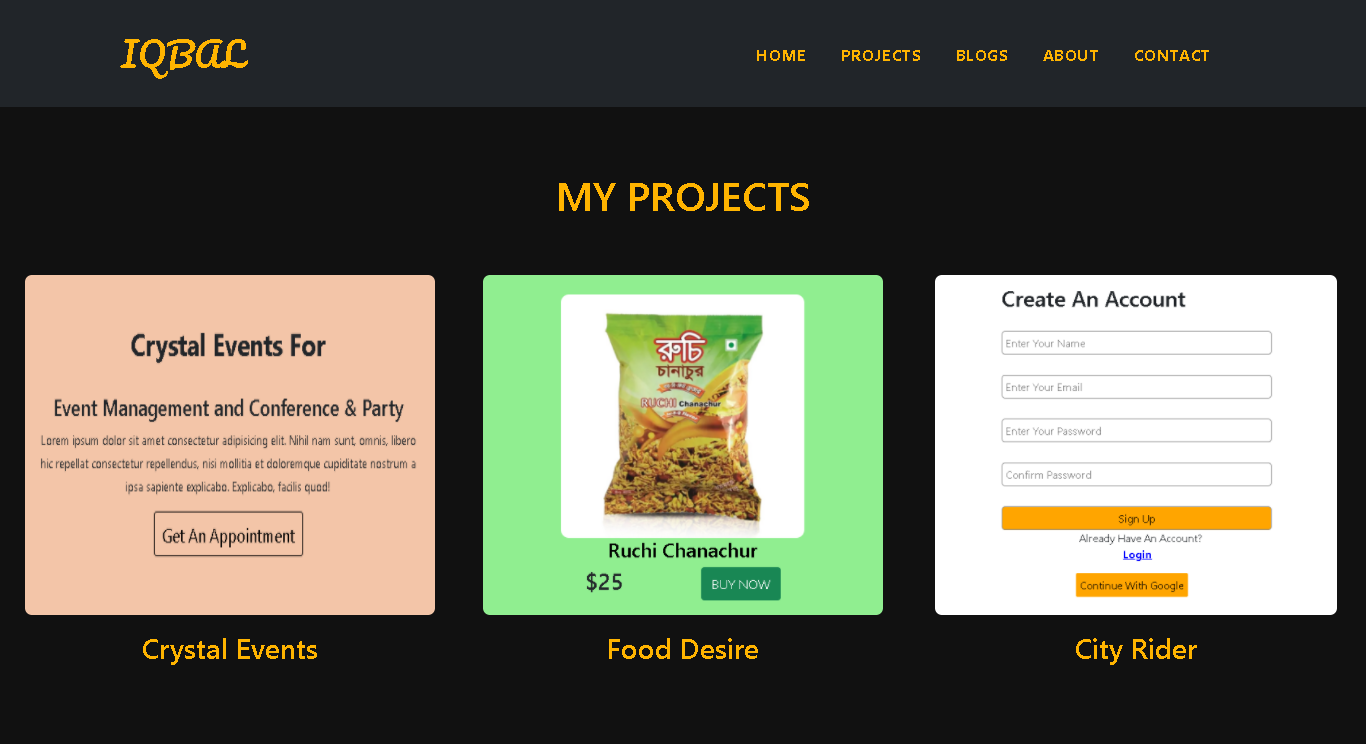 IQBAL
HOME PROJECTS BLOGS ABOUT CONTACT
MY PROJECTS
Crystal Events For
Event Management and Conference & Party
Lorem ipsum dolor sit amet consectetur adipisicing elit. Nihil nam sunt, omnis, libero
hic repellat consectetur repellendus, nisi mollitia et doloremque cupiditate nostrum a
ipsa sapiente explicabo. Explicabo, facilis quod!
Get An Appointment
Crystal Events
রুচি
চানাচুর
RUCHI Chanachur
Ruchi Chanachur
$25 BUY NOW
Food Desire
Create An Account
Enter Your Name
Enter Your Email
Enter Your Password
Confirm Password
Sign Up
Already Have An Account?
Login
Continue With Google
City Rider